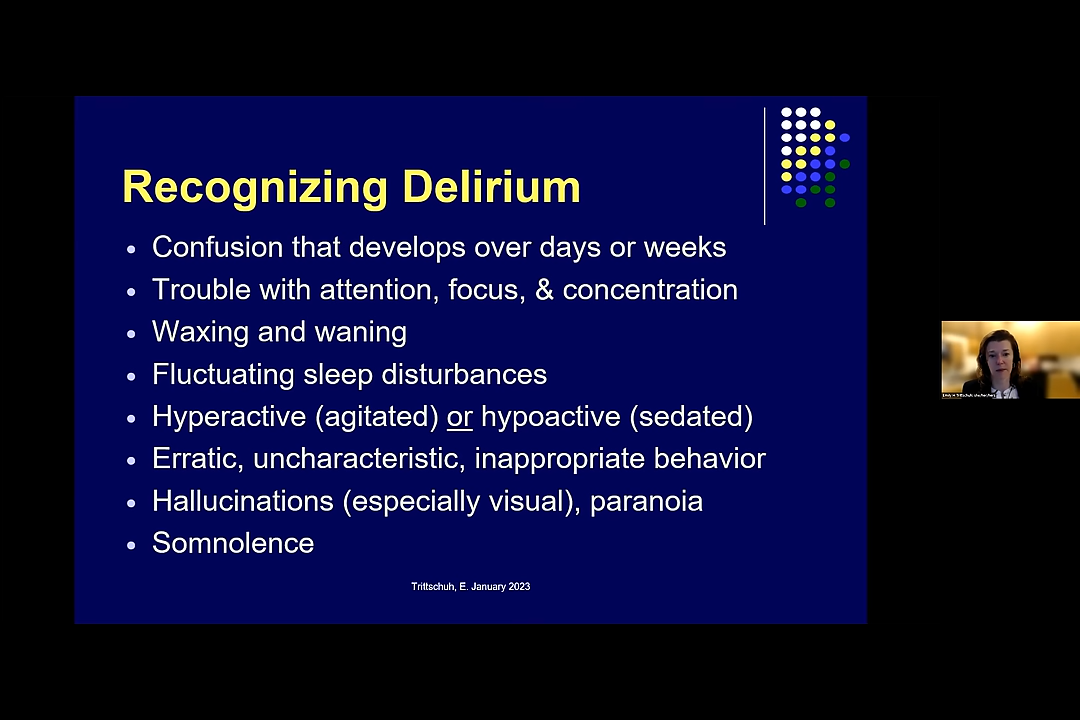 Recognizing Delirium
• Confusion that develops over days or weeks
• Trouble with attention, focus, & concentration
• Waxing and waning
• Fluctuating sleep disturbances
• Hyperactive (agitated) or hypoactive (sedated)
• Erratic, uncharacteristic, inappropriate behavior
• Hallucinations (especially visual), paranoia
• Somnolence
Trittschuh, E. January 2023